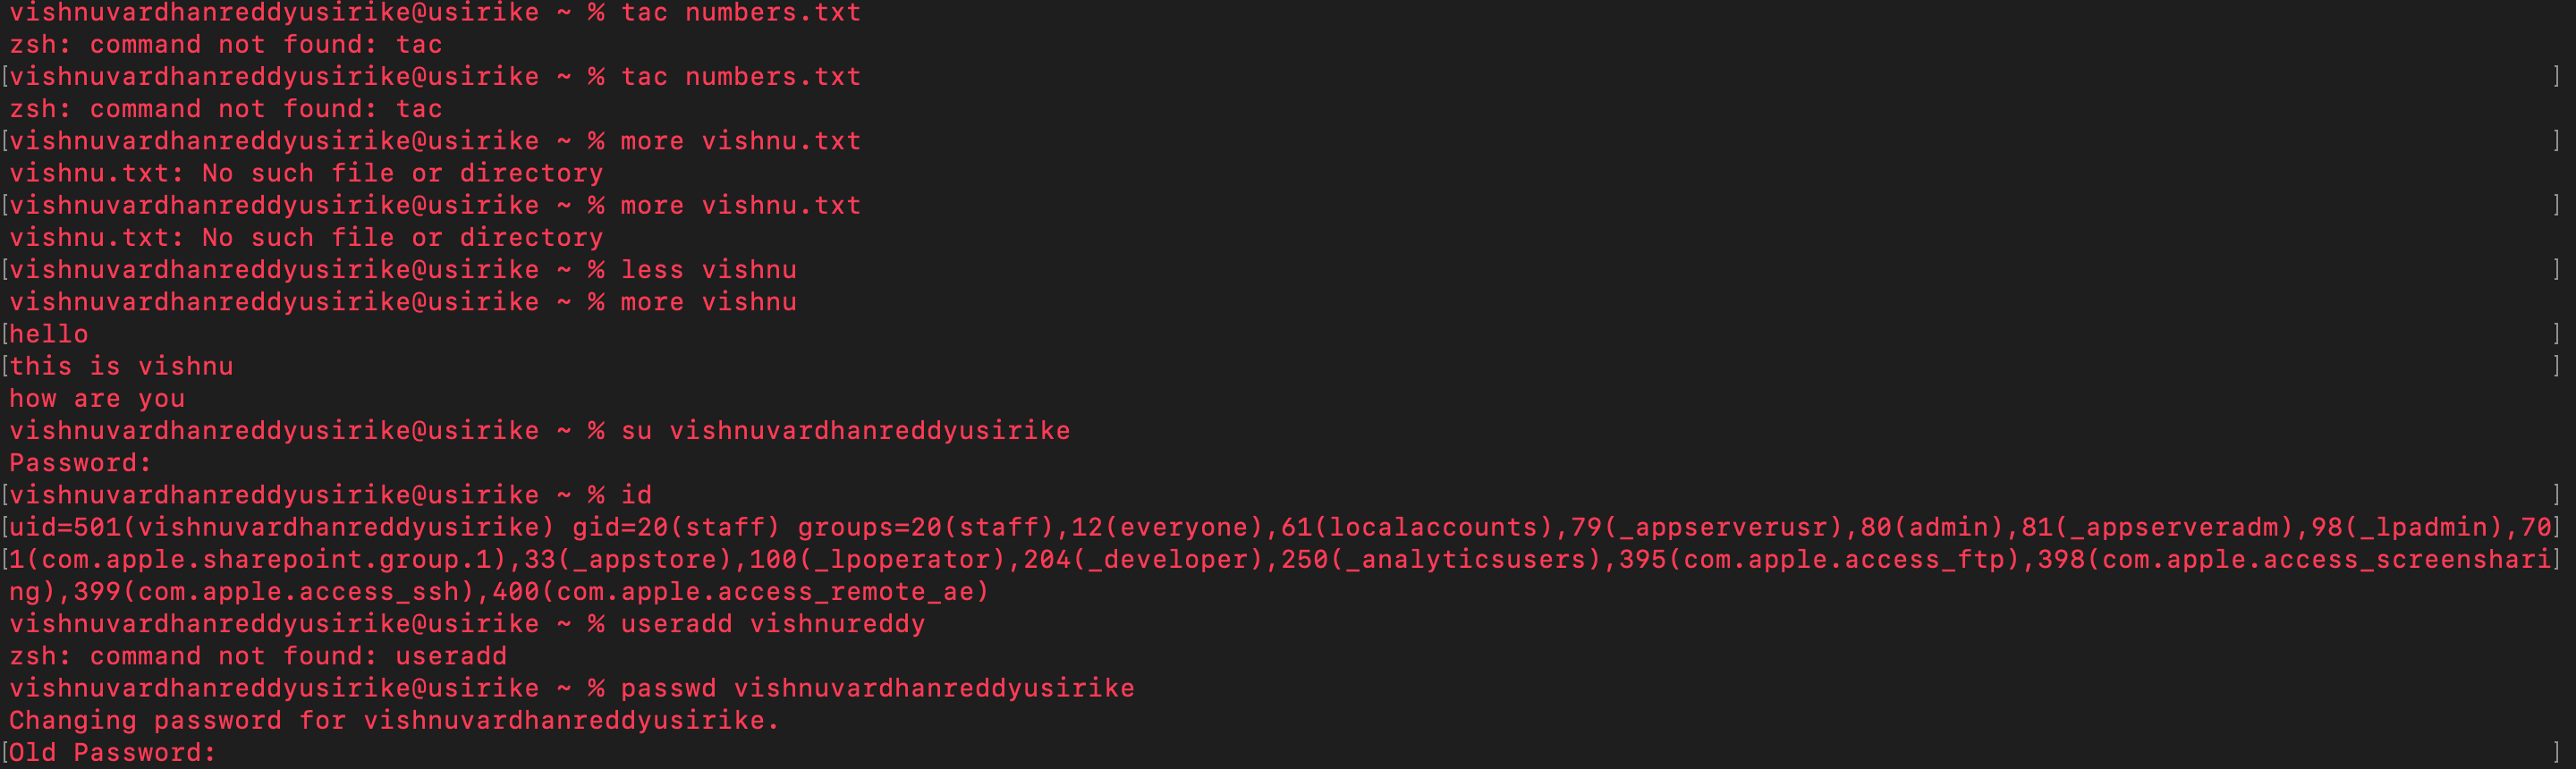 vishnuvardhanreddyusirike@usirike ~ % tac numbers.txt
zsh: command not found: tac
[vishnuvardhanreddyusirike@usirike ~ % tac numbers.txt ]
zsh: command not found: tac
[vishnuvardhanreddyusirike@usirike ~ % more vishnu.txt ]
vishnu.txt: No such file or directory
[vishnuvardhanreddyusirike@usirike ~ % more vishnu.txt ]
vishnu.txt: No such file or directory
[vishnuvardhanreddyusirike@usirike ~ % less vishnu ]
vishnuvardhanreddyusirike@usirike ~ % more vishnu
[hello ]
[this is vishnu ]
how are you
vishnuvardhanreddyusirike@usirike ~ % su vishnuvardhanreddyusirike
Password:
[vishnuvardhanreddyusirike@usirike ~ % id ]
[uid=501(vishnuvardhanreddyusirike) gid=20(staff) groups=20(staff),12(everyone),61(localaccounts),79(_appserverusr),80(admin),81(_appserveradm),98(_lpadmin),70]
[1(com.apple.sharepoint.group.1),33(_appstore),100(_lpoperator),204(_developer),250(_analyticsusers),395(com.apple.access_ftp),398(com.apple.access_screenshari]
ng),399(com.apple.access_ssh),400(com.apple.access_remote_ae)
vishnuvardhanreddyusirike@usirike ~ % useradd vishnureddy
zsh: command not found: useradd
vishnuvardhanreddyusirike@usirike ~ % passwd vishnuvardhanreddyusirike
Changing password for vishnuvardhanreddyusirike.
[Old Password: ]